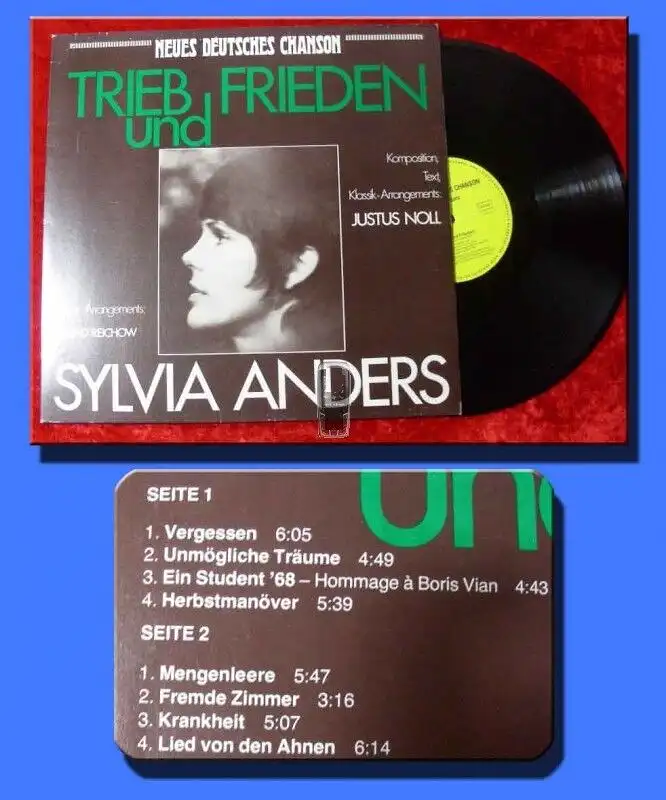 NEUES DEUTSCHES CHANSON
TRIEB FRIEDEN
und
Komposition,
Text,
Klassik-Arrangements:
JUSTUS NOLL
Arrangements:
REICHOW
SYLVIA ANDERS
CHANSON
SEITE 1
1. Vergessen 6:05
2. Unmögliche Träume 4:49
3. Ein Student '68 – Hommage à Boris Vian 4:43
4. Herbstmanöver 5:39
SEITE 2
1. Mengenleere 5:47
2. Fremde Zimmer 3:16
3. Krankheit 5:07
4. Lied von den Ahnen 6:14
un